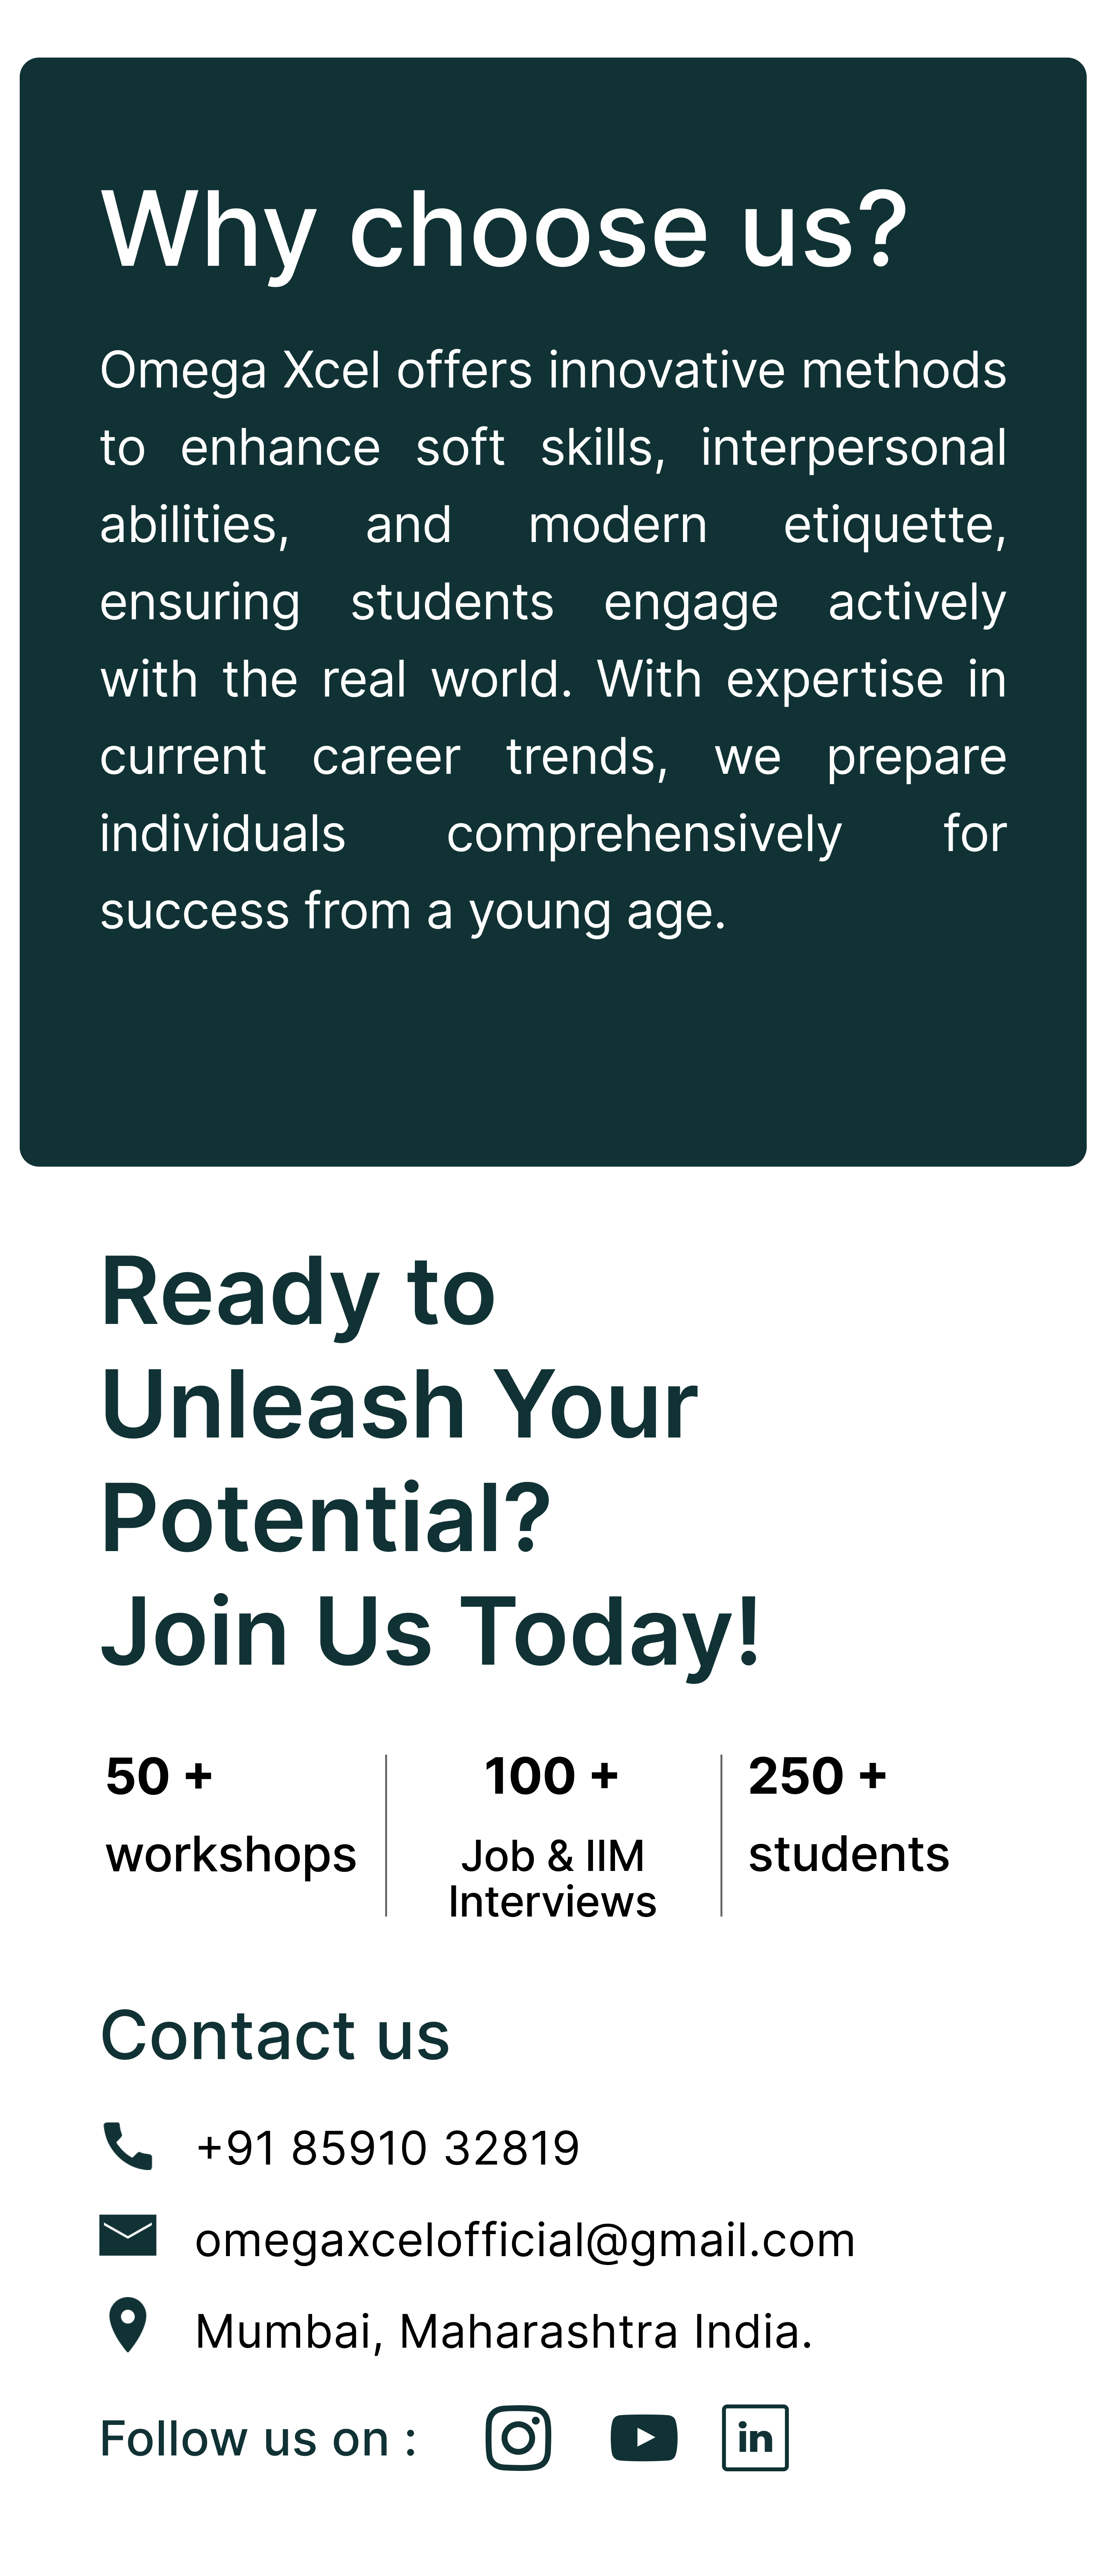 Why choose us?
Omega Xcel offers innovative methods
to enhance soft skills, interpersonal
abilities, and modern etiquette,
ensuring students engage actively
with the real world. With expertise in
current career trends, we prepare
individuals comprehensively for
success from a young age.
Ready to
Unleash Your
Potential?
Join Us Today!
50 +
workshops
100 +
Job & IIM
Interviews
250 +
students
Contact us
+91 85910 32819
omegaxcelofficial@gmail.com
Mumbai, Maharashtra India.
Follow us on :
in